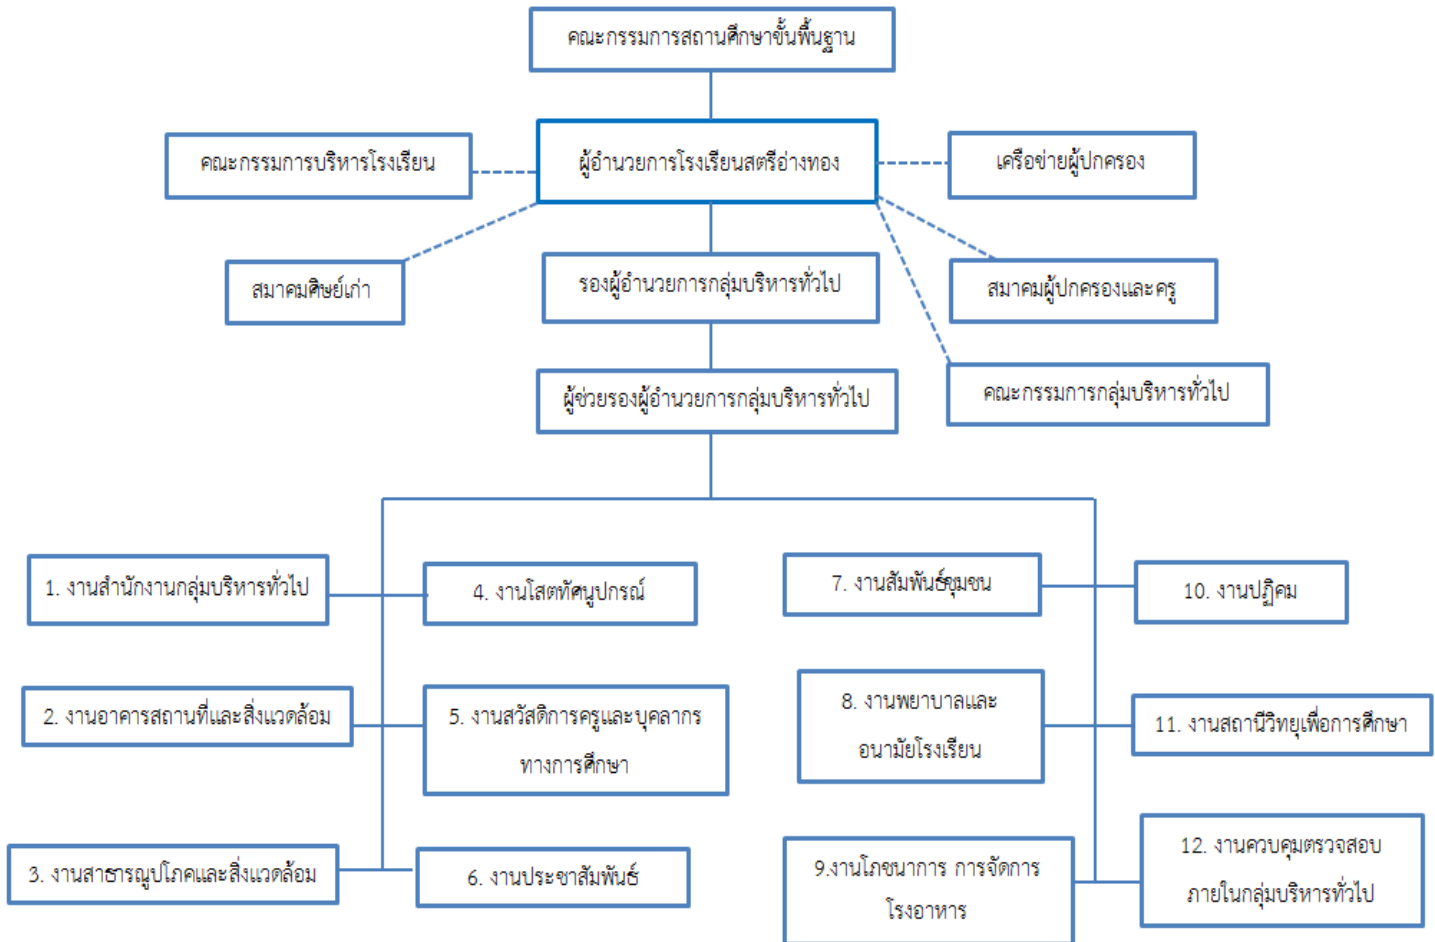 คณะกรรมการสถานศึกษาขั้นพื้นฐาน
คณะกรรมการบริหารโรงเรียน
ผู้อำนวยการโรงเรียนสตรีอ่างทอง
เครือข่ายผู้ปกครอง
สมาคมศิษย์เก่า
รองผู้อำนวยการกลุ่มบริหารทั่วไป
สมาคมผู้ปกครองและครู
ผู้ช่วยรองผู้อำนวยการกลุ่มบริหารทั่วไป
คณะกรรมการกลุ่มบริหารทั่วไป
1. งานสำนักงานกลุ่มบริหารทั่วไป
4. งานโสตทัศนูปกรณ์
7. งานสัมพันธ์ชุมชน
10. งานปฏิคม
2. งานอาคารสถานที่และสิ่งแวดล้อม
5. งานสวัสดิการครูและบุคลากร
ทางการศึกษา
8. งานพยาบาลและ
อนามัยโรงเรียน
11. งานสถานีวิทยุเพื่อการศึกษา
3. งานสาธารณูปโภคและสิ่งแวดล้อม
6. งานประชาสัมพันธ์
9.งานโภชนาการ การจัดการ
โรงอาหาร
12. งานควบคุมตรวจสอบ
ภายในกลุ่มบริหารทั่วไป